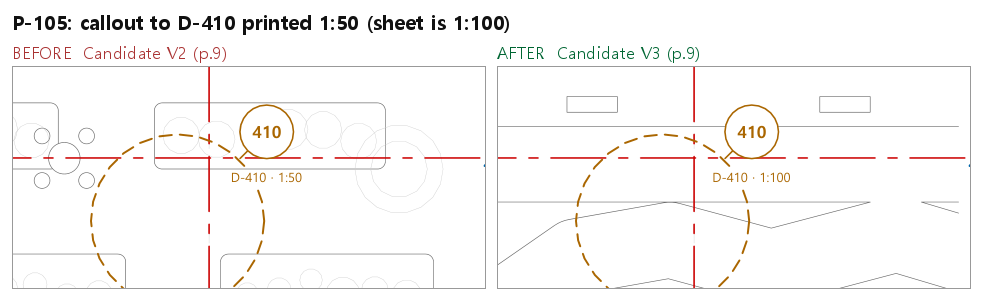 P-105: callout to D-410 printed 1:50 (sheet is 1:100)
BEFORE Candidate V2 (p.9)
AFTER Candidate V3 (p.9)
410
D-410 · 1:50
410
D-410 · 1:100